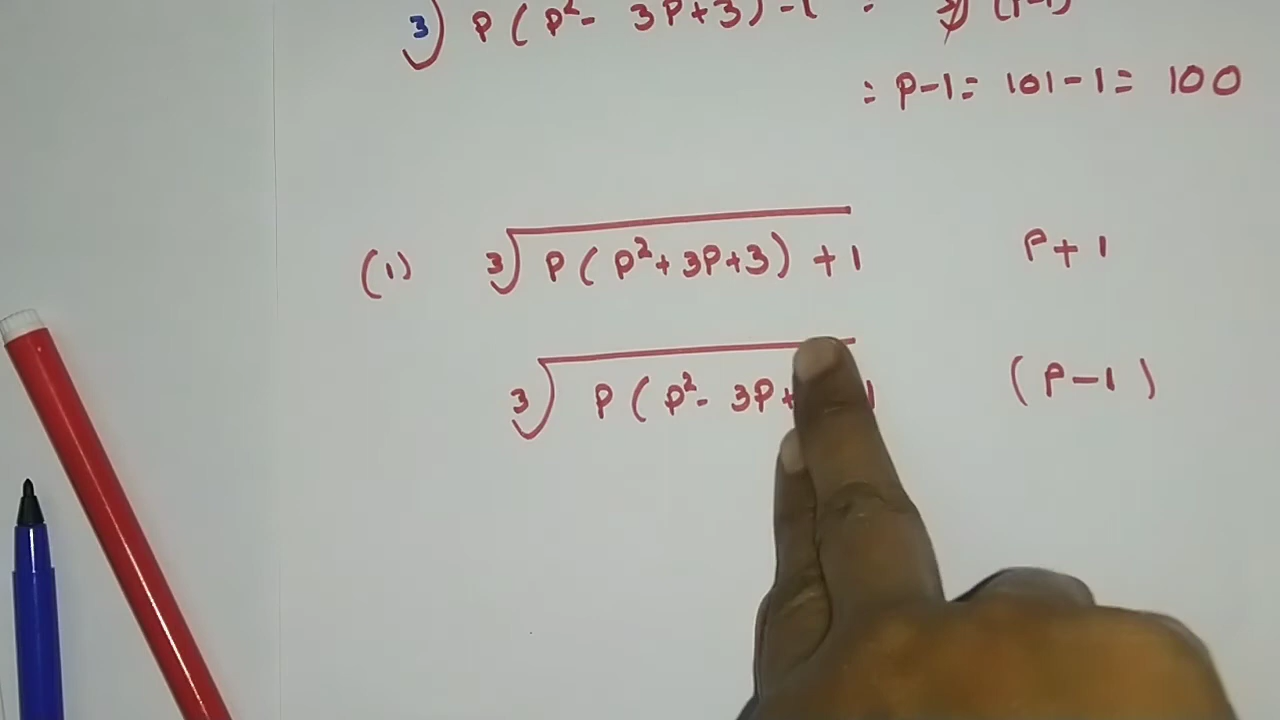 3√ P ( P² - 3P + 3 ) - 1 =
= P - 1 = 101 - 1 = 100
(1) 3√ P ( P² + 3P + 3 ) + 1 P + 1
3√ P ( P² - 3P + 1 ( P - 1 )